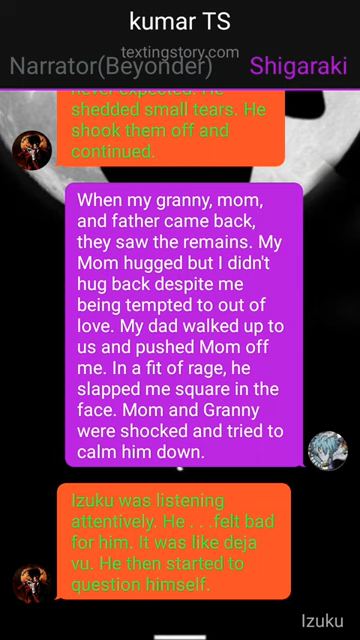 kumar TS
textingstory.com
Narrator(Beyonder)
Shigaraki
never expected. He
shedded small tears. He
shook them off and
continued.
When my granny, mom,
and father came back,
they saw the remains. My
Mom hugged but I didn't
hug back despite me
being tempted to out of
love. My dad walked up to
us and pushed Mom off
me. In a fit of rage, he
slapped me square in the
face. Mom and Granny
were shocked and tried to
calm him down.
Izuku was listening
attentively. He . . .felt bad
for him. It was like deja
vu. He then started to
question himself.
Izuku